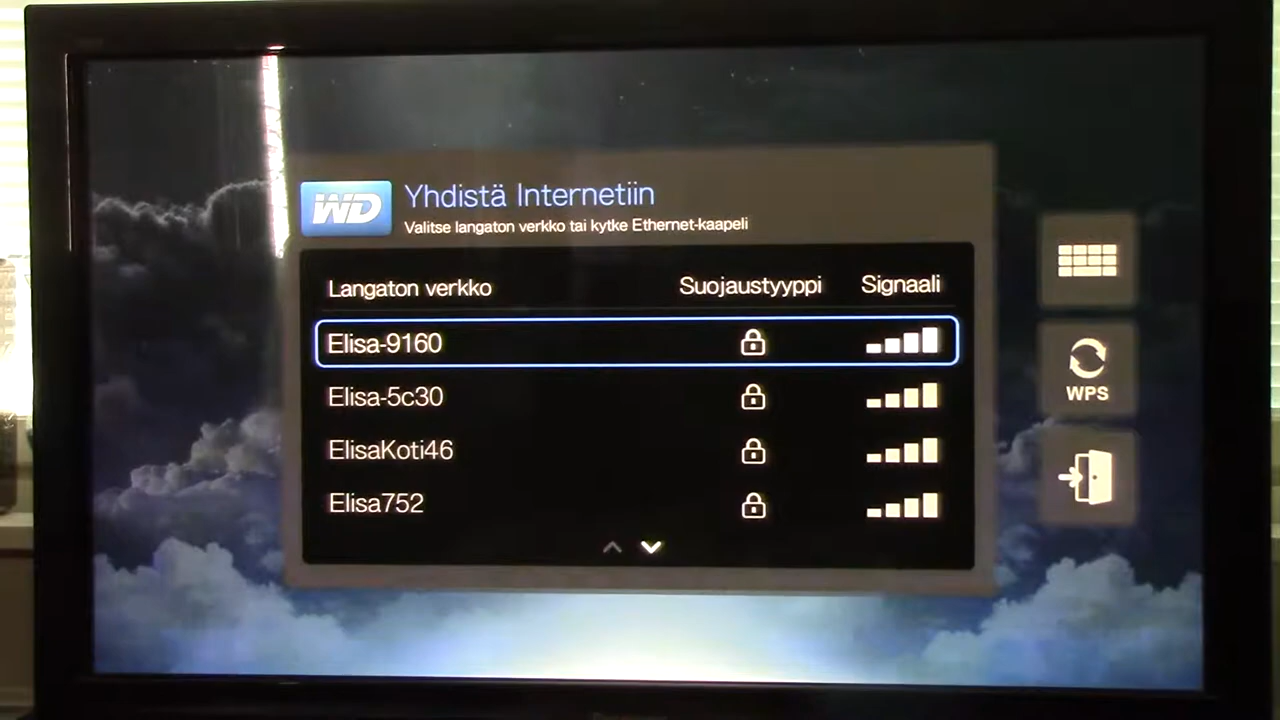 WD
Yhdistä Internetiin
Valitse langaton verkko tai kytke Ethernet-kaapeli
Langaton verkko Suojaustyyppi Signaali
Elisa-9160
Elisa-5c30
ElisaKoti46
Elisa752
WPS